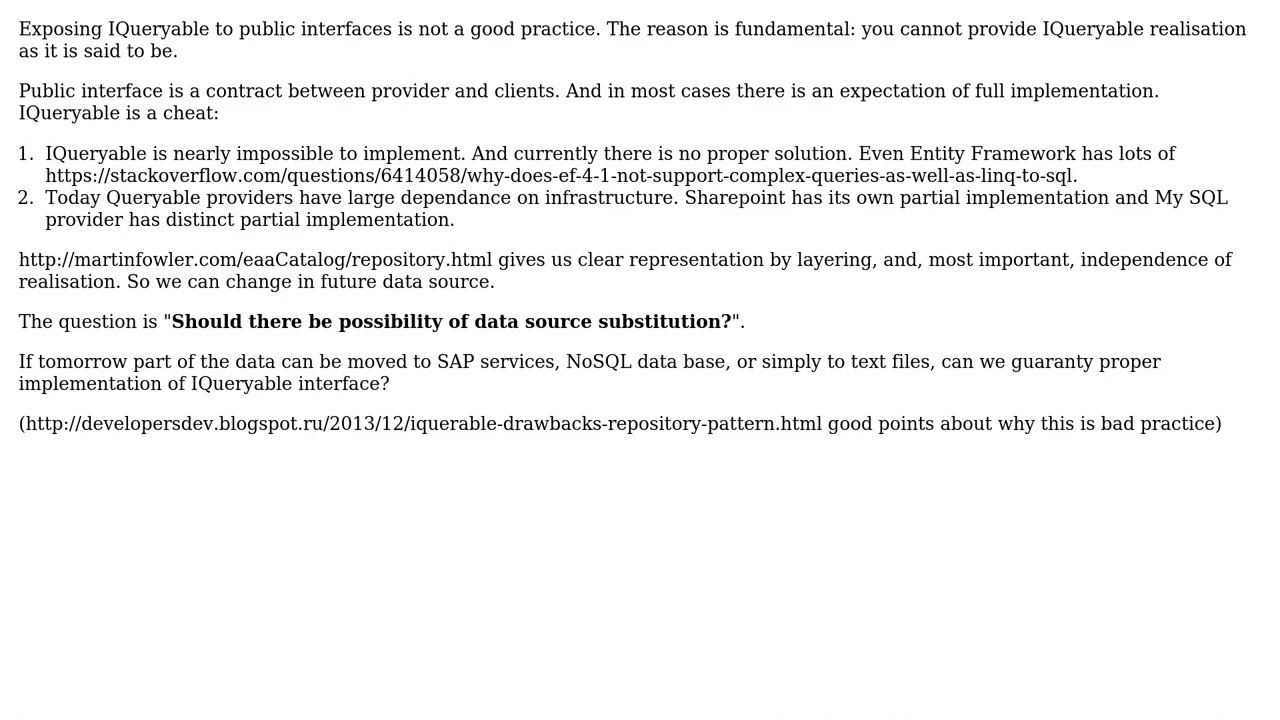 Exposing IQueryable to public interfaces is not a good practice. The reason is fundamental: you cannot provide IQueryable realisation
as it is said to be.
Public interface is a contract between provider and clients. And in most cases there is an expectation of full implementation.
IQueryable is a cheat:
1. IQueryable is nearly impossible to implement. And currently there is no proper solution. Even Entity Framework has lots of
https://stackoverflow.com/questions/6414058/why-does-ef-4-1-not-support-complex-queries-as-well-as-linq-to-sql.
2. Today Queryable providers have large dependance on infrastructure. Sharepoint has its own partial implementation and My SQL
provider has distinct partial implementation.
http://martinfowler.com/eaaCatalog/repository.html gives us clear representation by layering, and, most important, independence of
realisation. So we can change in future data source.
The question is "Should there be possibility of data source substitution?".
If tomorrow part of the data can be moved to SAP services, NoSQL data base, or simply to text files, can we guaranty proper
implementation of IQueryable interface?
(http://developersdev.blogspot.ru/2013/12/iquerable-drawbacks-repository-pattern.html good points about why this is bad practice)